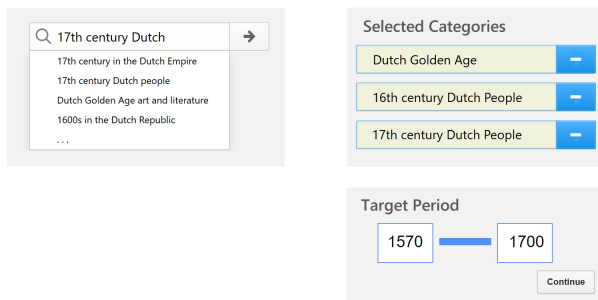 17th century Dutch
17th century in the Dutch Empire
17th century Dutch people
Dutch Golden Age art and literature
1600s in the Dutch Republic
...
Selected Categories
Dutch Golden Age
16th century Dutch People
17th century Dutch People
Target Period
1570
1700
Continue